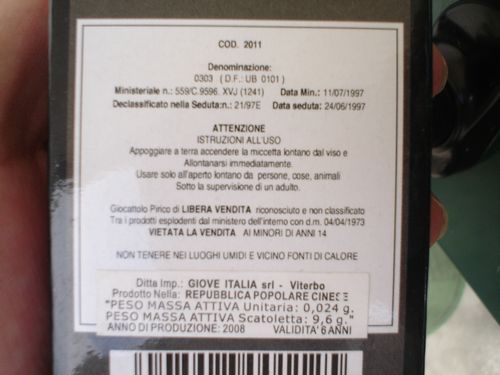 COD. 2011
Denominazione:
0303 ( D.F.: UB 0101 )
Ministeriale n.: 559/C.9596. XVJ (1241) Data Min.: 11/07/1997
Declassificato nella Seduta:n.: 21/97E Data seduta: 24/06/1997
ATTENZIONE
ISTRUZIONI ALL'USO
Appoggiare a terra accendere la miccetta lontano dal viso e
Allontanarsi immediatamente.
Usare solo all'aperto lontano da persone, cose, animali
Sotto la supervisione di un adulto.
Giocattolo Pirico di LIBERA VENDITA riconosciuto e non classificato
Tra i prodotti esplodenti dal ministero dell'interno con d.m. 04/04/1973
VIETATA LA VENDITA AI MINORI DI ANNI 14
NON TENERE NEI LUOGHI UMIDI E VICINO FONTI DI CALORE
Ditta Imp.: GIOVE ITALIA srl - Viterbo
Prodotto Nella: REPUBBLICA POPOLARE CINESE
"PESO MASSA ATTIVA Unitaria: 0,024 g.
PESO MASSA ATTIVA Scatoletta: 9,6 g."
ANNO DI PRODUZIONE: 2008 VALIDITA' 6 ANNI